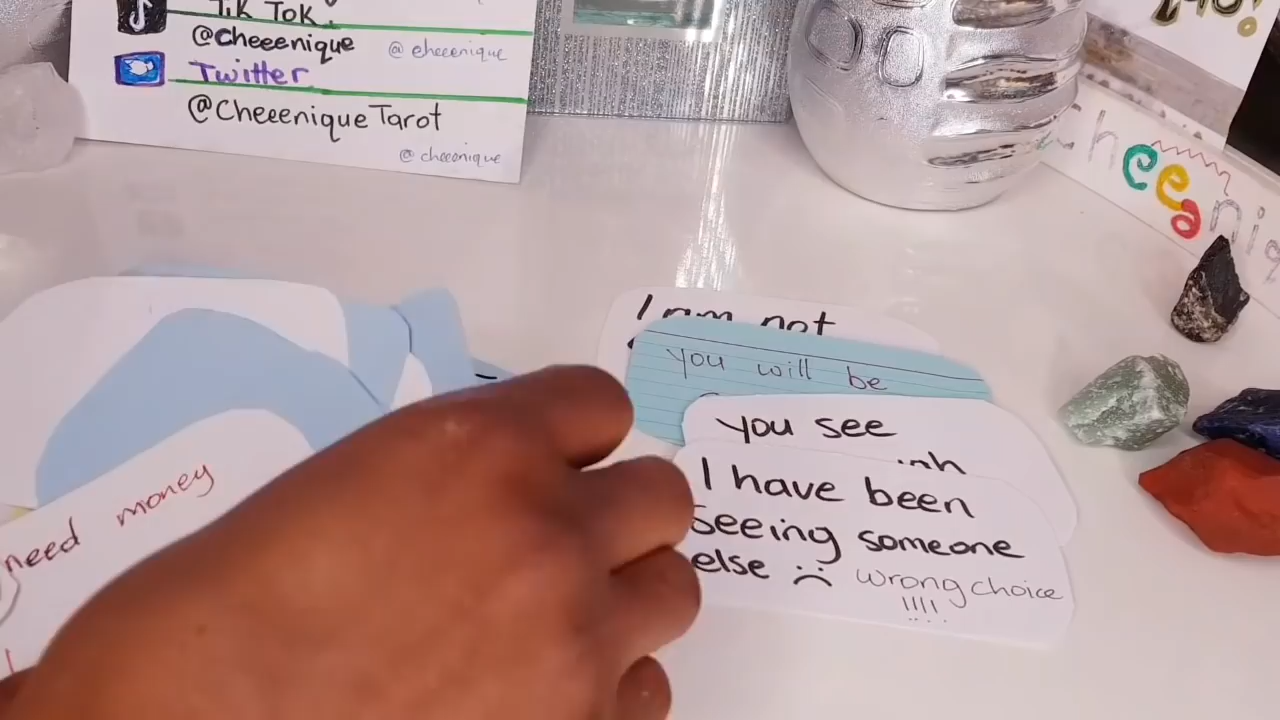 Tik Tok
@Cheeenique @cheeenique
Twitter
@CheeeniqueTarot
@cheeenique
Cheeeniq
need money
I am not
you will be
you see
I have been
seeing someone
else :( wrong choice
!!!!